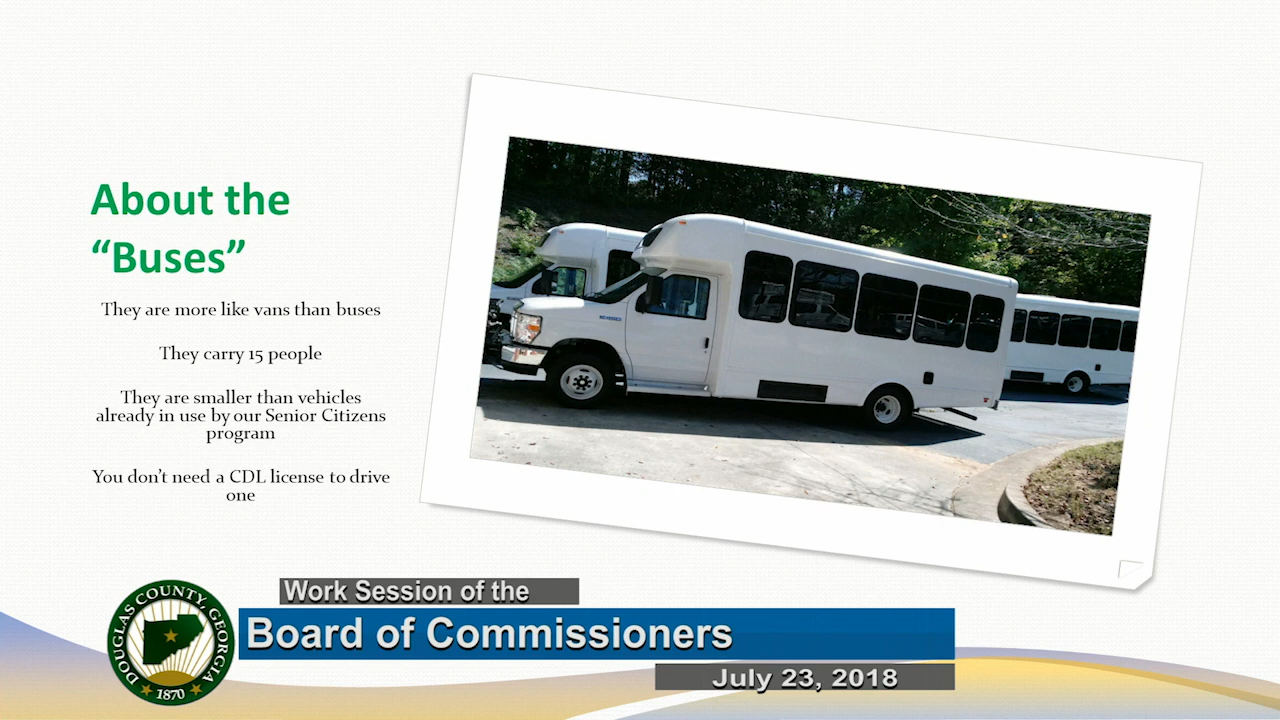 About the
“Buses”
They are more like vans than buses
They carry 15 people
They are smaller than vehicles
already in use by our Senior Citizens
program
You don’t need a CDL license to drive
one
Work Session of the
Board of Commissioners
July 23, 2018
DOUGLAS COUNTY, GEORGIA
1870